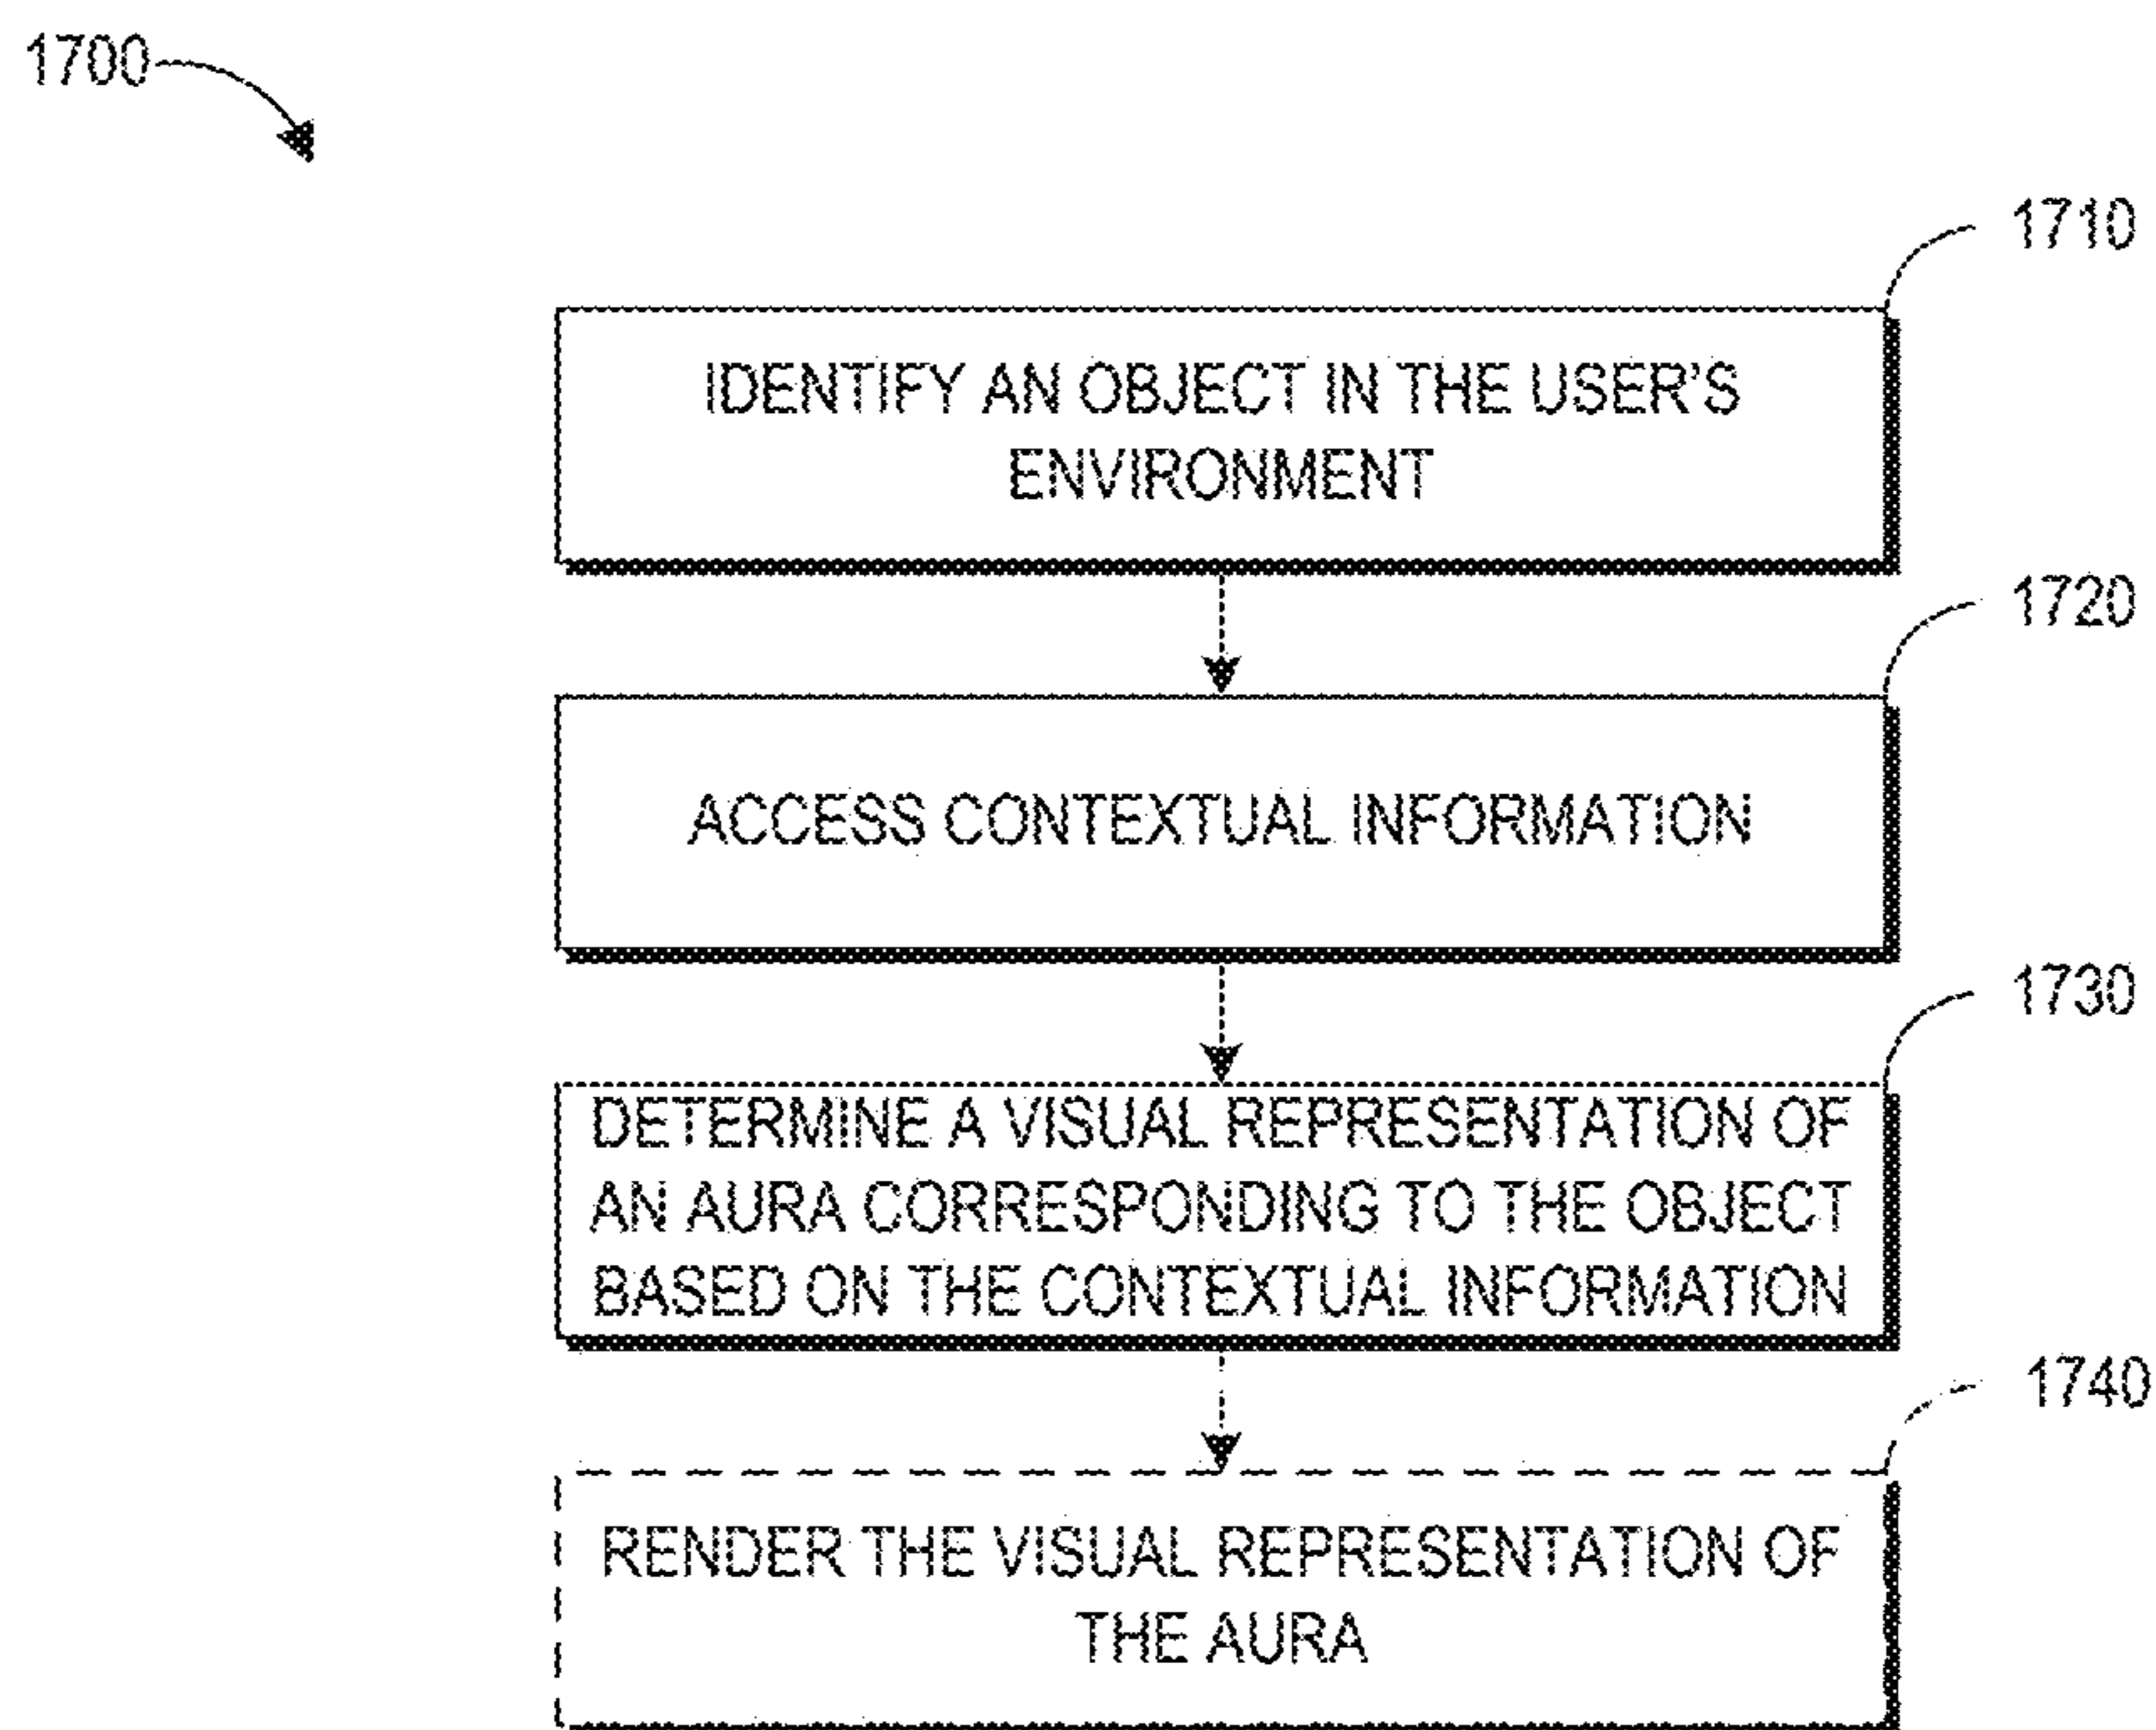 1700
1710
IDENTIFY AN OBJECT IN THE USER'S
ENVIRONMENT
1720
ACCESS CONTEXTUAL INFORMATION
1730
DETERMINE A VISUAL REPRESENTATION OF
AN AURA CORRESPONDING TO THE OBJECT
BASED ON THE CONTEXTUAL INFORMATION
1740
RENDER THE VISUAL REPRESENTATION OF
THE AURA